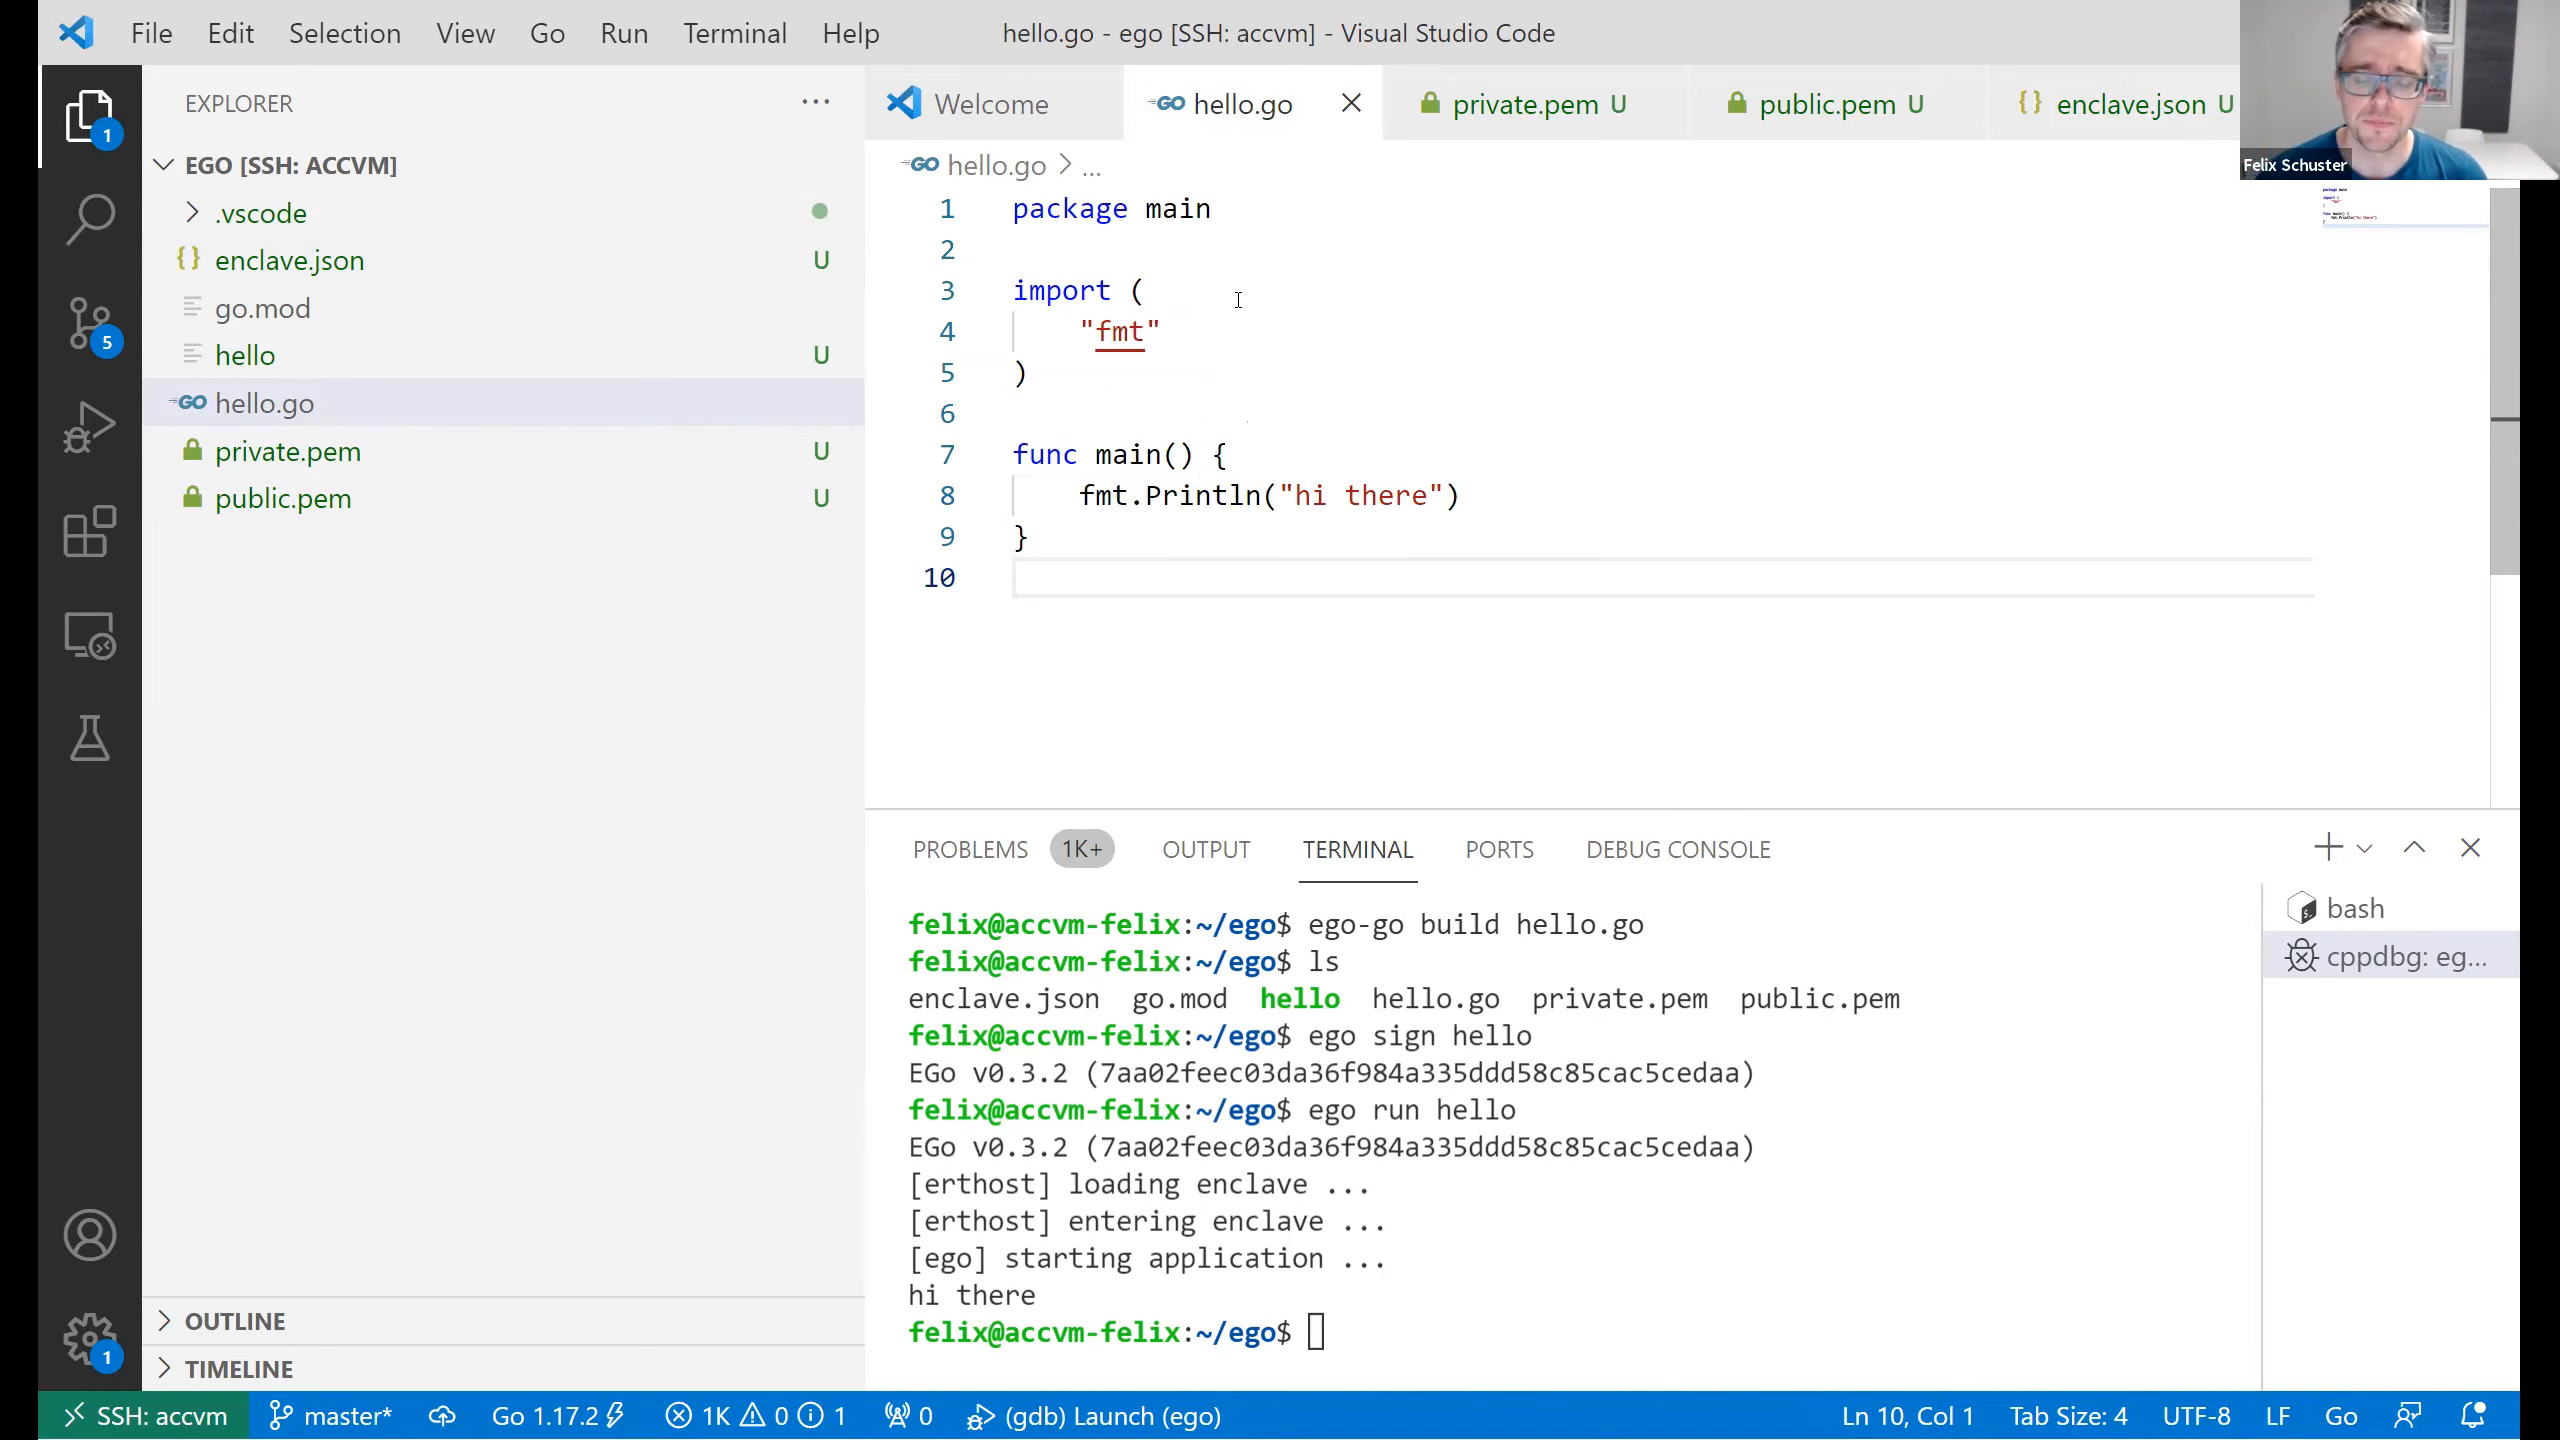 File Edit Selection View Go Run Terminal Help
hello.go - ego [SSH: accvm] - Visual Studio Code
Felix Schuster
EXPLORER
1
EGO [SSH: ACCVM]
.vscode
enclave.json U
go.mod
hello U
hello.go
private.pem U
public.pem U
5
OUTLINE
TIMELINE
1
Welcome
hello.go
private.pem U
public.pem U
enclave.json U
hello.go > ...
1 package main
2
3 import (
4 "fmt"
5 )
6
7 func main() {
8 fmt.Println("hi there")
9 }
10
PROBLEMS 1K+ OUTPUT TERMINAL PORTS DEBUG CONSOLE
felix@accvm-felix:~/ego$ ego-go build hello.go
felix@accvm-felix:~/ego$ ls
enclave.json go.mod hello hello.go private.pem public.pem
felix@accvm-felix:~/ego$ ego sign hello
EGo v0.3.2 (7aa02feec03da36f984a335ddd58c85cac5cedaa)
felix@accvm-felix:~/ego$ ego run hello
EGo v0.3.2 (7aa02feec03da36f984a335ddd58c85cac5cedaa)
[erthost] loading enclave ...
[erthost] entering enclave ...
[ego] starting application ...
hi there
felix@accvm-felix:~/ego$
bash
cppdbg: eg...
SSH: accvm master* Go 1.17.2 1K 0 1 0 (gdb) Launch (ego) Ln 10, Col 1 Tab Size: 4 UTF-8 LF Go